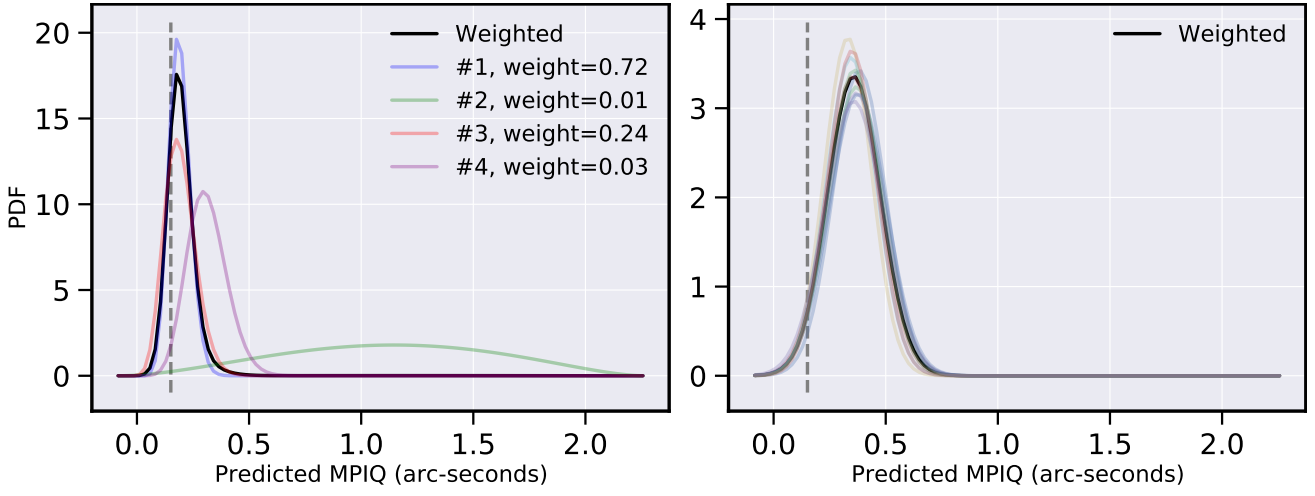 PDF
20
15
10
5
0
Weighted
#1, weight=0.72
#2, weight=0.01
#3, weight=0.24
#4, weight=0.03
0.0 0.5 1.0 1.5 2.0
Predicted MPIQ (arc-seconds)
4
3
2
1
0
Weighted
0.0 0.5 1.0 1.5 2.0
Predicted MPIQ (arc-seconds)